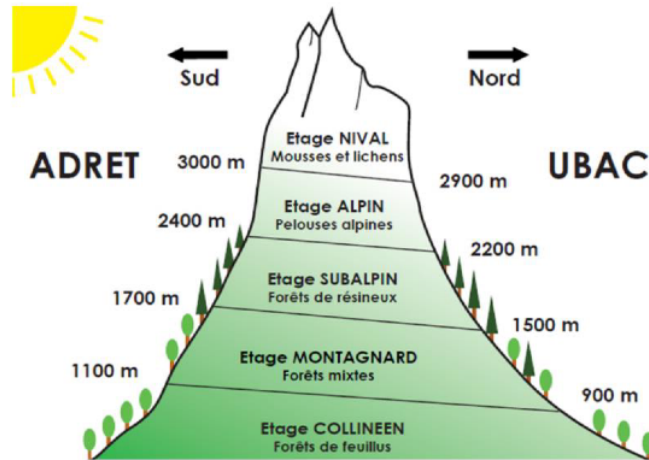 Sud
Nord
ADRET
UBAC
Etage NIVAL
Mousses et lichens
3000 m
2900 m
Etage ALPIN
Pelouses alpines
2400 m
2200 m
Etage SUBALPIN
Forêts de résineux
1700 m
1500 m
Etage MONTAGNARD
Forêts mixtes
1100 m
900 m
Etage COLLINEEN
Forêts de feuillus